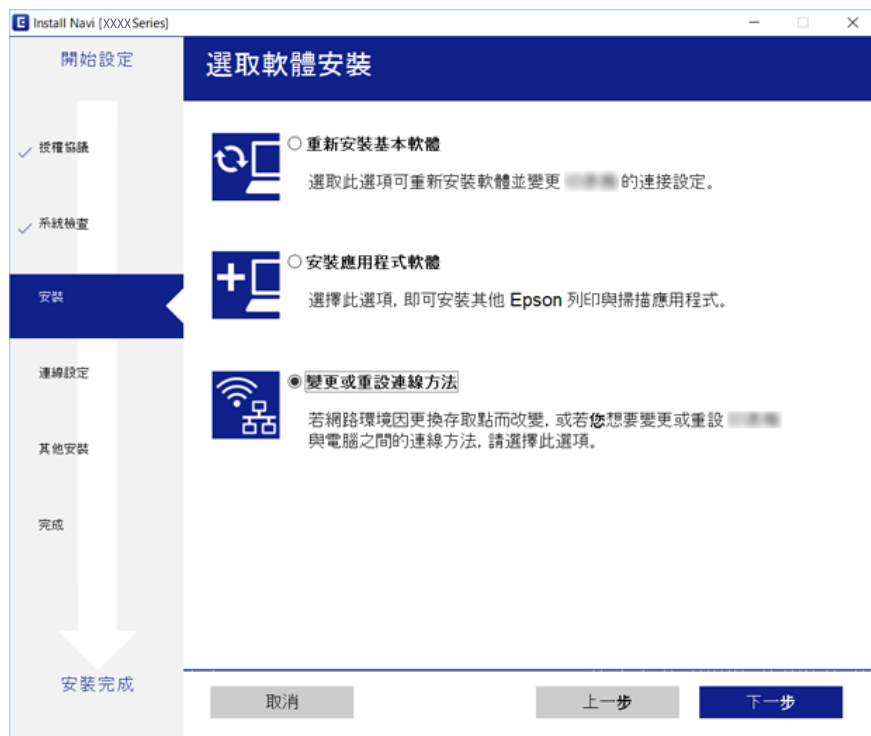 Install Navi [XXXX Series]
開始設定
選取軟體安裝
授權協議
系統檢查
安裝
連線設定
其他安裝
完成
安裝完成
重新安裝基本軟體
選取此選項可重新安裝軟體並變更 的連接設定。
安裝應用程式軟體
選擇此選項, 即可安裝其他 Epson 列印與掃描應用程式。
變更或重設連線方法
若網路環境因更換存取點而改變, 或若您想要變更或重設
與電腦之間的連線方法, 請選擇此選項。
取消
上一步
下一步